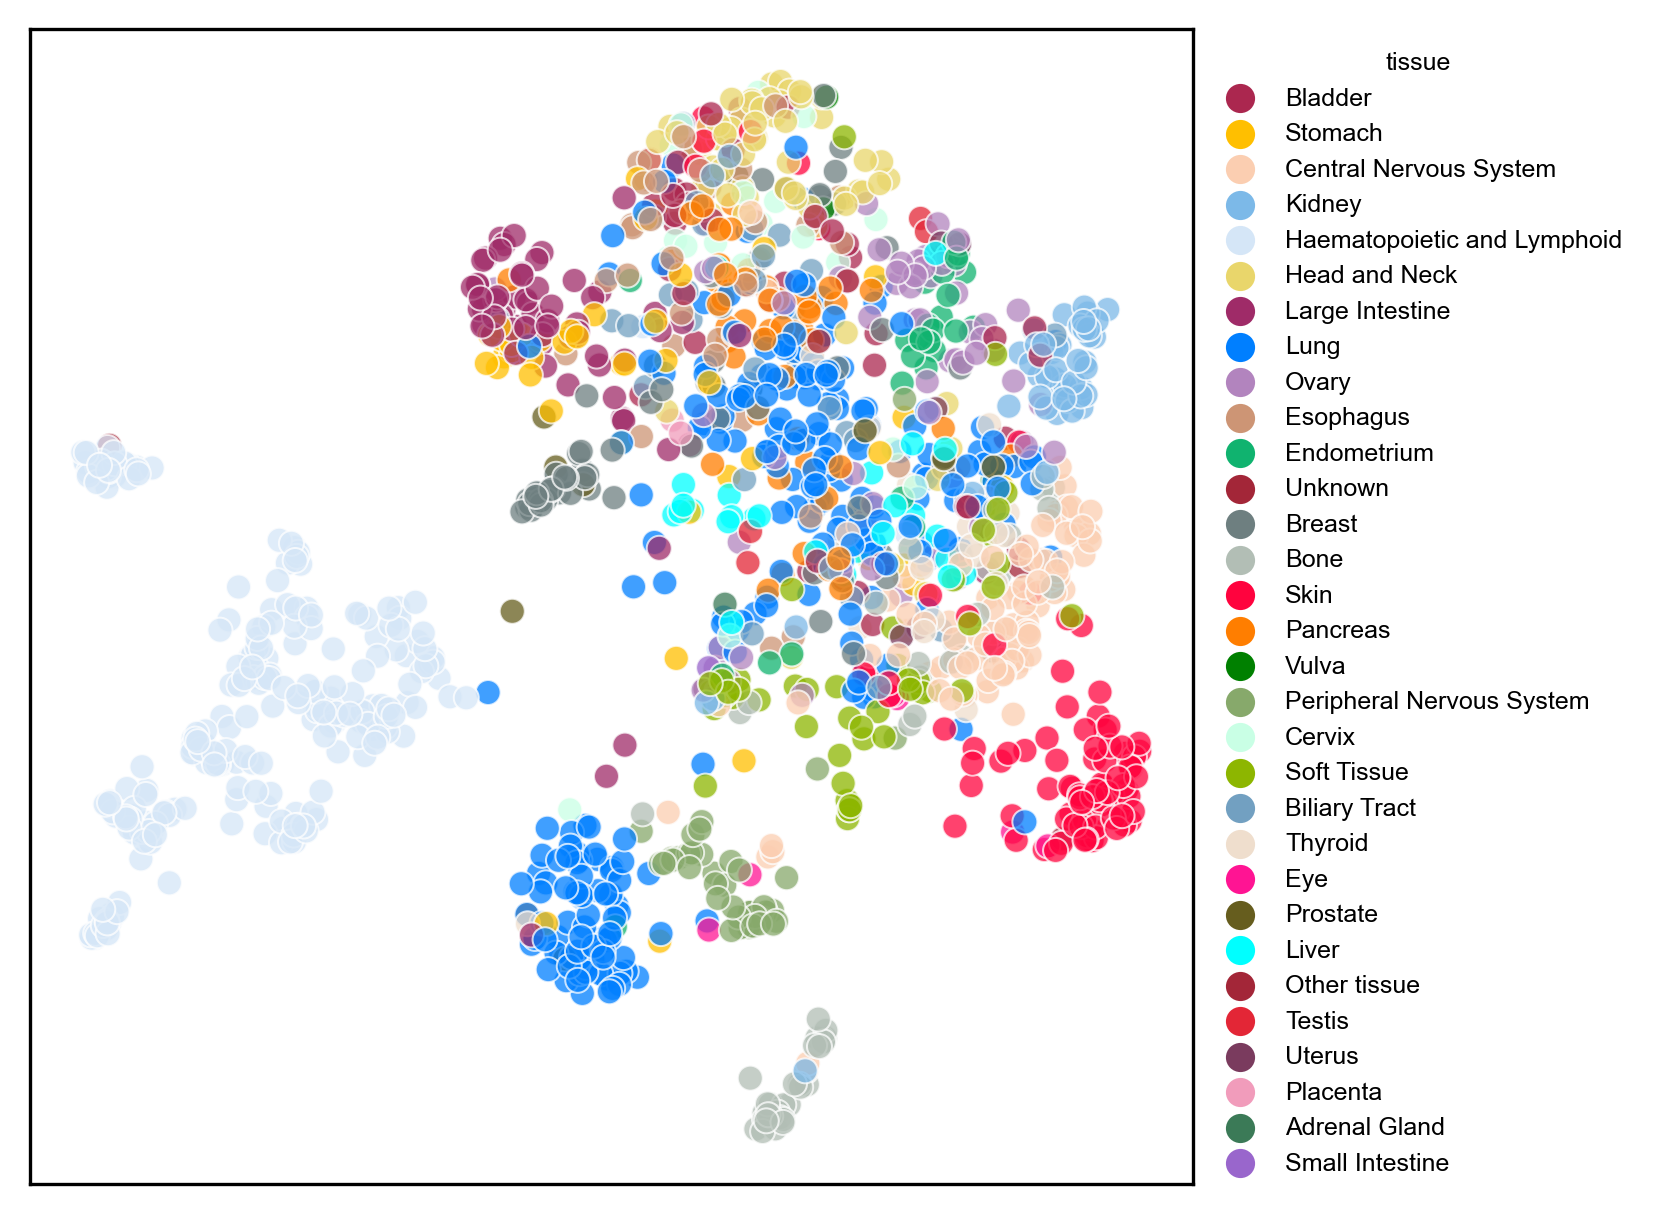 tissue
Bladder
Stomach
Central Nervous System
Kidney
Haematopoietic and Lymphoid
Head and Neck
Large Intestine
Lung
Ovary
Esophagus
Endometrium
Unknown
Breast
Bone
Skin
Pancreas
Vulva
Peripheral Nervous System
Cervix
Soft Tissue
Biliary Tract
Thyroid
Eye
Prostate
Liver
Other tissue
Testis
Uterus
Placenta
Adrenal Gland
Small Intestine